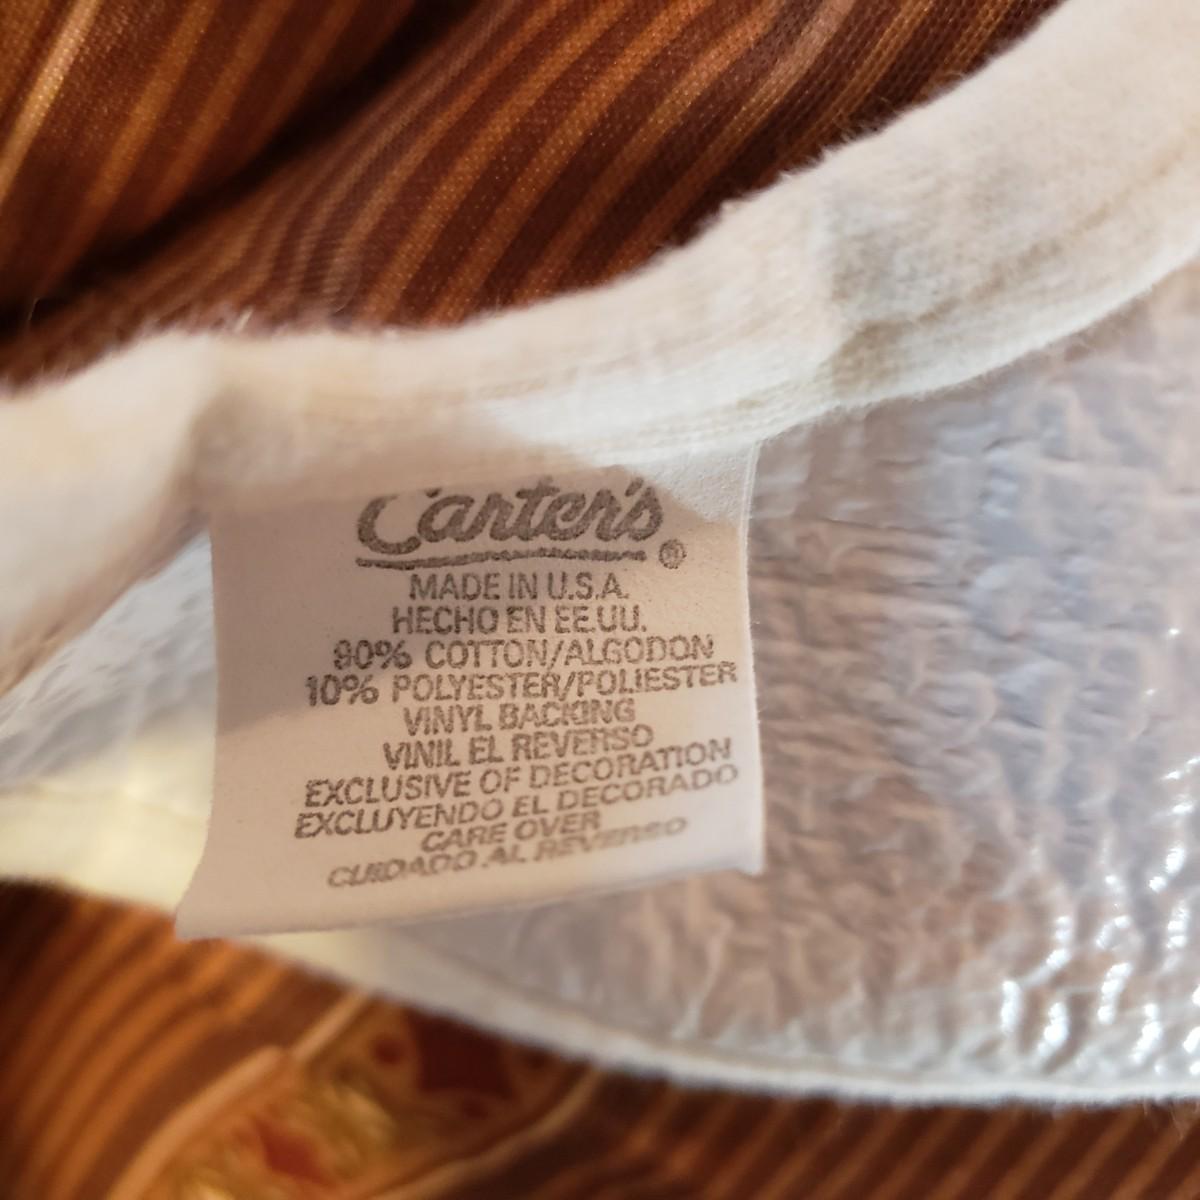 Carter's ®
MADE IN U.S.A.
HECHO EN EE.UU.
90% COTTON/ALGODON
10% POLYESTER/POLIESTER
VINYL BACKING
VINIL EL REVERSO
EXCLUSIVE OF DECORATION
EXCLUYENDO EL DECORADO
CARE OVER
CUIDADO AL REVERSO